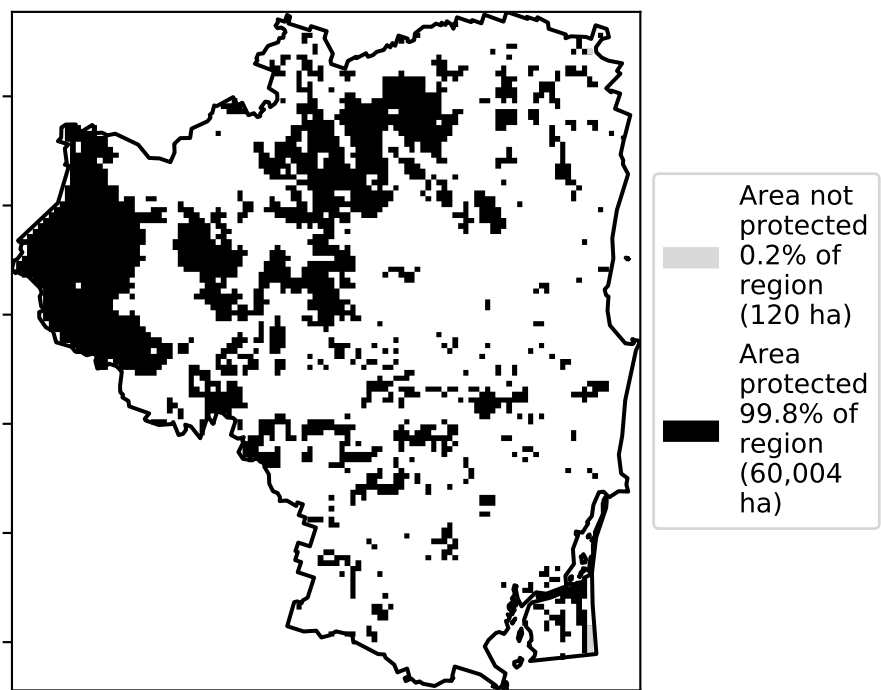 Area not
protected
0.2% of
region
(120 ha)
Area
protected
99.8% of
region
(60,004
ha)